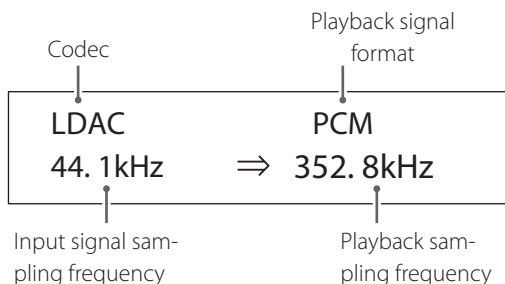 Playback signal
format
Codec
LDAC PCM
44. 1kHz ⇒ 352. 8kHz
Input signal sam-
pling frequency
Playback sam-
pling frequency